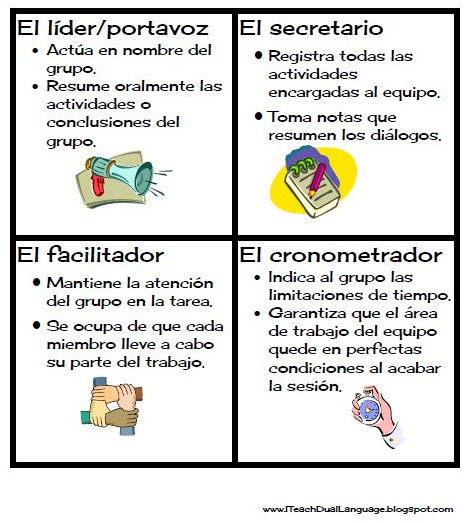 El líder/portavoz
• Actúa en nombre del
grupo.
• Resume oralmente las
actividades o
conclusiones del
grupo.
El secretario
• Registra todas las
actividades
encargadas al equipo.
• Toma notas que
resumen los diálogos.
El facilitador
• Mantiene la atención
del grupo en la tarea.
• Se ocupa de que cada
miembro lleve a cabo
su parte del trabajo.
El cronometrador
• Indica al grupo las
limitaciones de tiempo.
• Garantiza que el área
de trabajo del equipo
quede en perfectas
condiciones al acabar
la sesión.
www.ITeachDualLanguage.blogspot.com